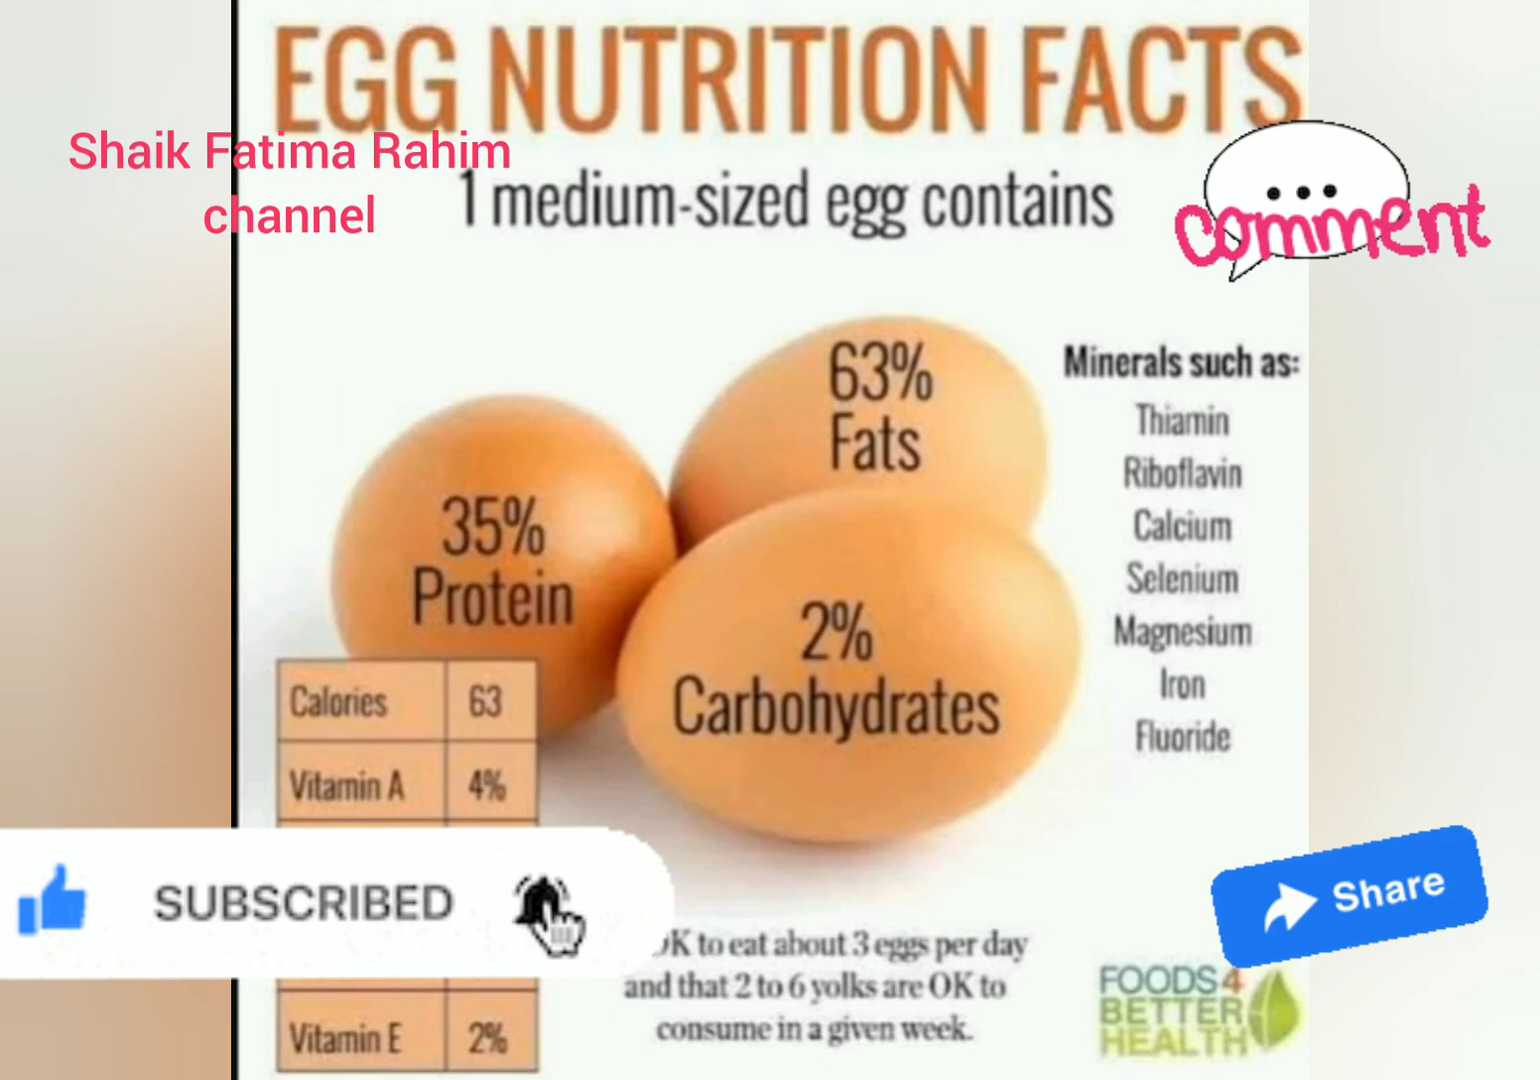 EGG NUTRITION FACTS
Shaik Fatima Rahim
channel
1 medium-sized egg contains
comment
63%
Fats
35%
Protein
2%
Carbohydrates
Minerals such as:
Thiamin
Riboflavin
Calcium
Selenium
Magnesium
Iron
Fluoride
Calories 63
Vitamin A 4%
SUBSCRIBED
Vitamin E 2%
to eat about 3 eggs per day
and that 2 to 6 yolks are OK to
consume in a given week.
Share
FOODS4
BETTER
HEALTH